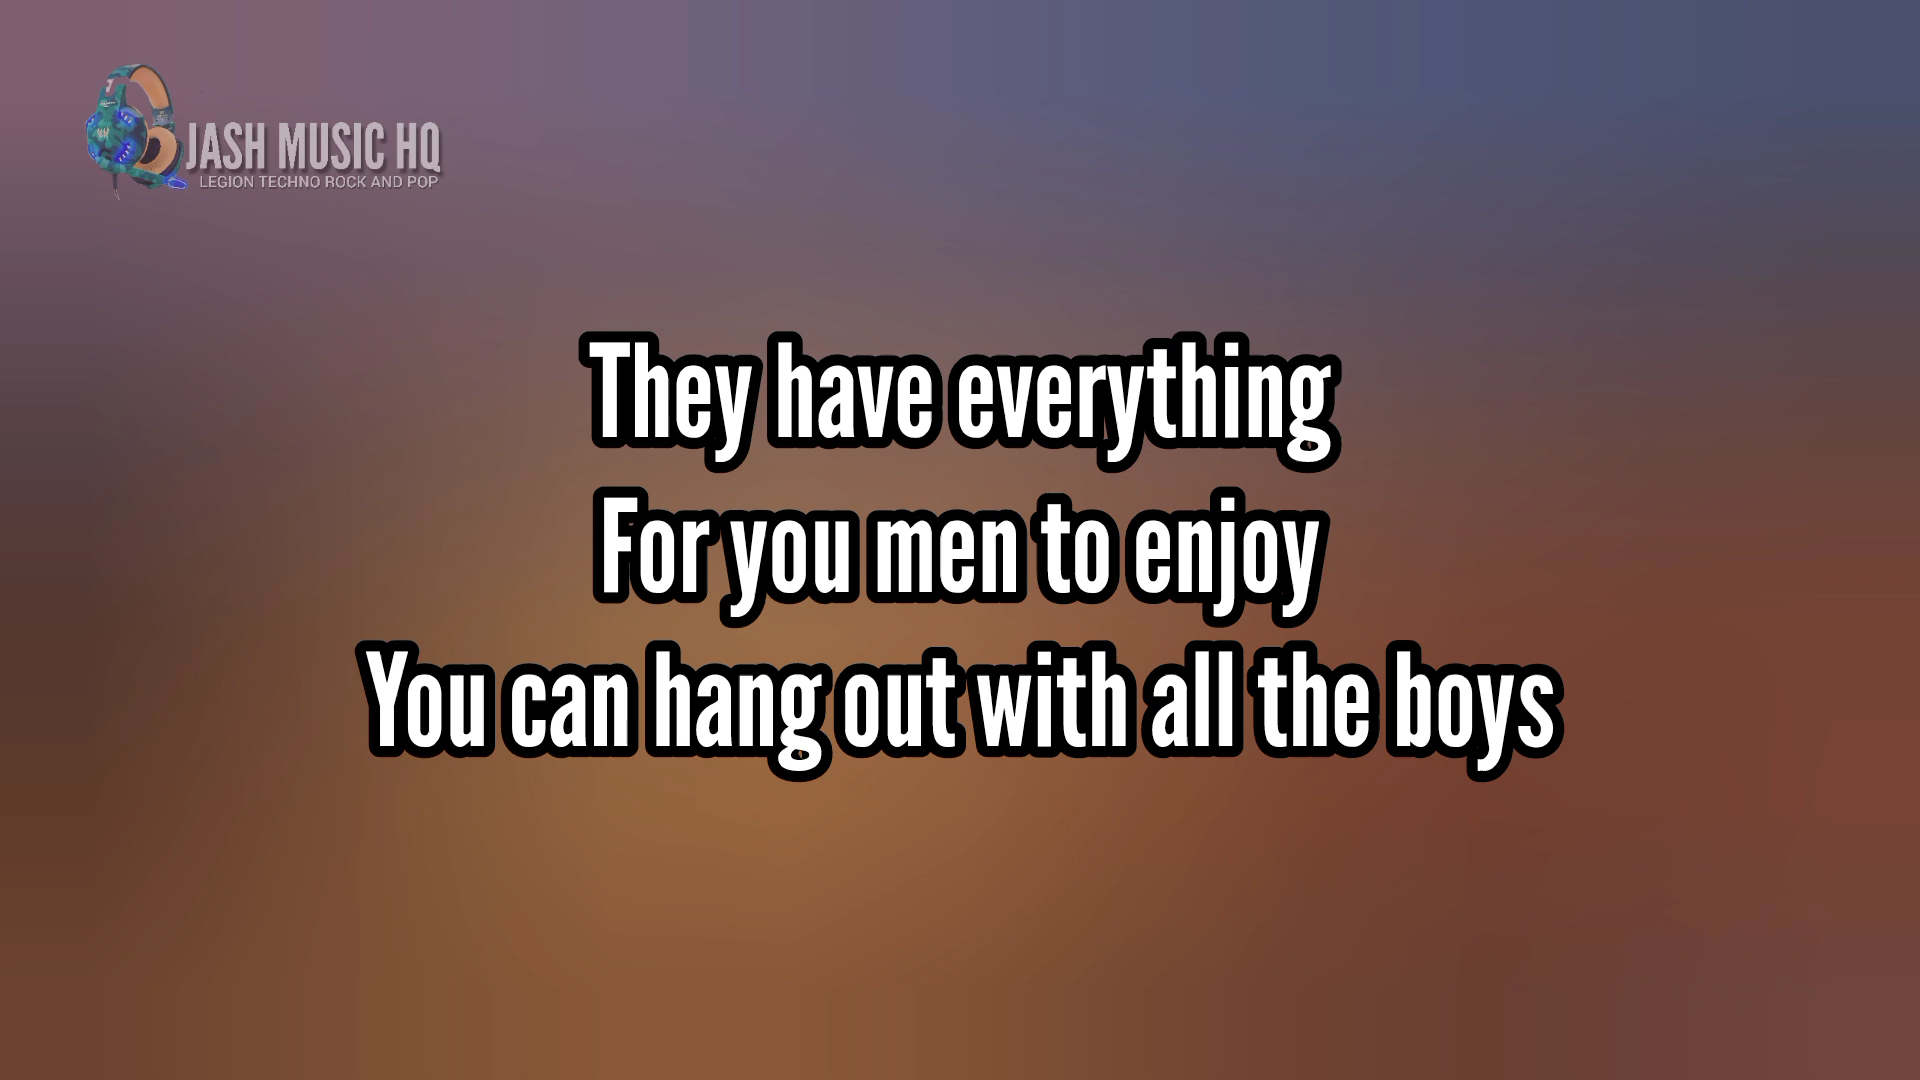 JASH MUSIC HQ
LEGION TECHNO ROCK AND POP
They have everything
For you men to enjoy
You can hang out with all the boys